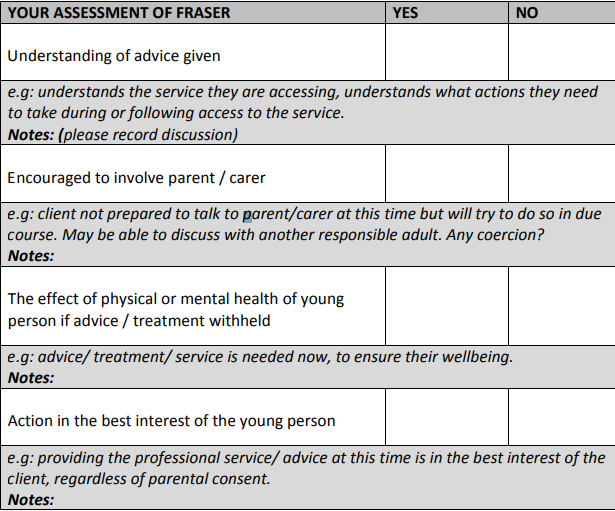 YOUR ASSESSMENT OF FRASER YES NO
Understanding of advice given
e.g: understands the service they are accessing, understands what actions they need
to take during or following access to the service.
Notes: (please record discussion)
Encouraged to involve parent / carer
e.g: client not prepared to talk to parent/carer at this time but will try to do so in due
course. May be able to discuss with another responsible adult. Any coercion?
Notes:
The effect of physical or mental health of young
person if advice / treatment withheld
e.g: advice/ treatment/ service is needed now, to ensure their wellbeing.
Notes:
Action in the best interest of the young person
e.g: providing the professional service/ advice at this time is in the best interest of the
client, regardless of parental consent.
Notes: